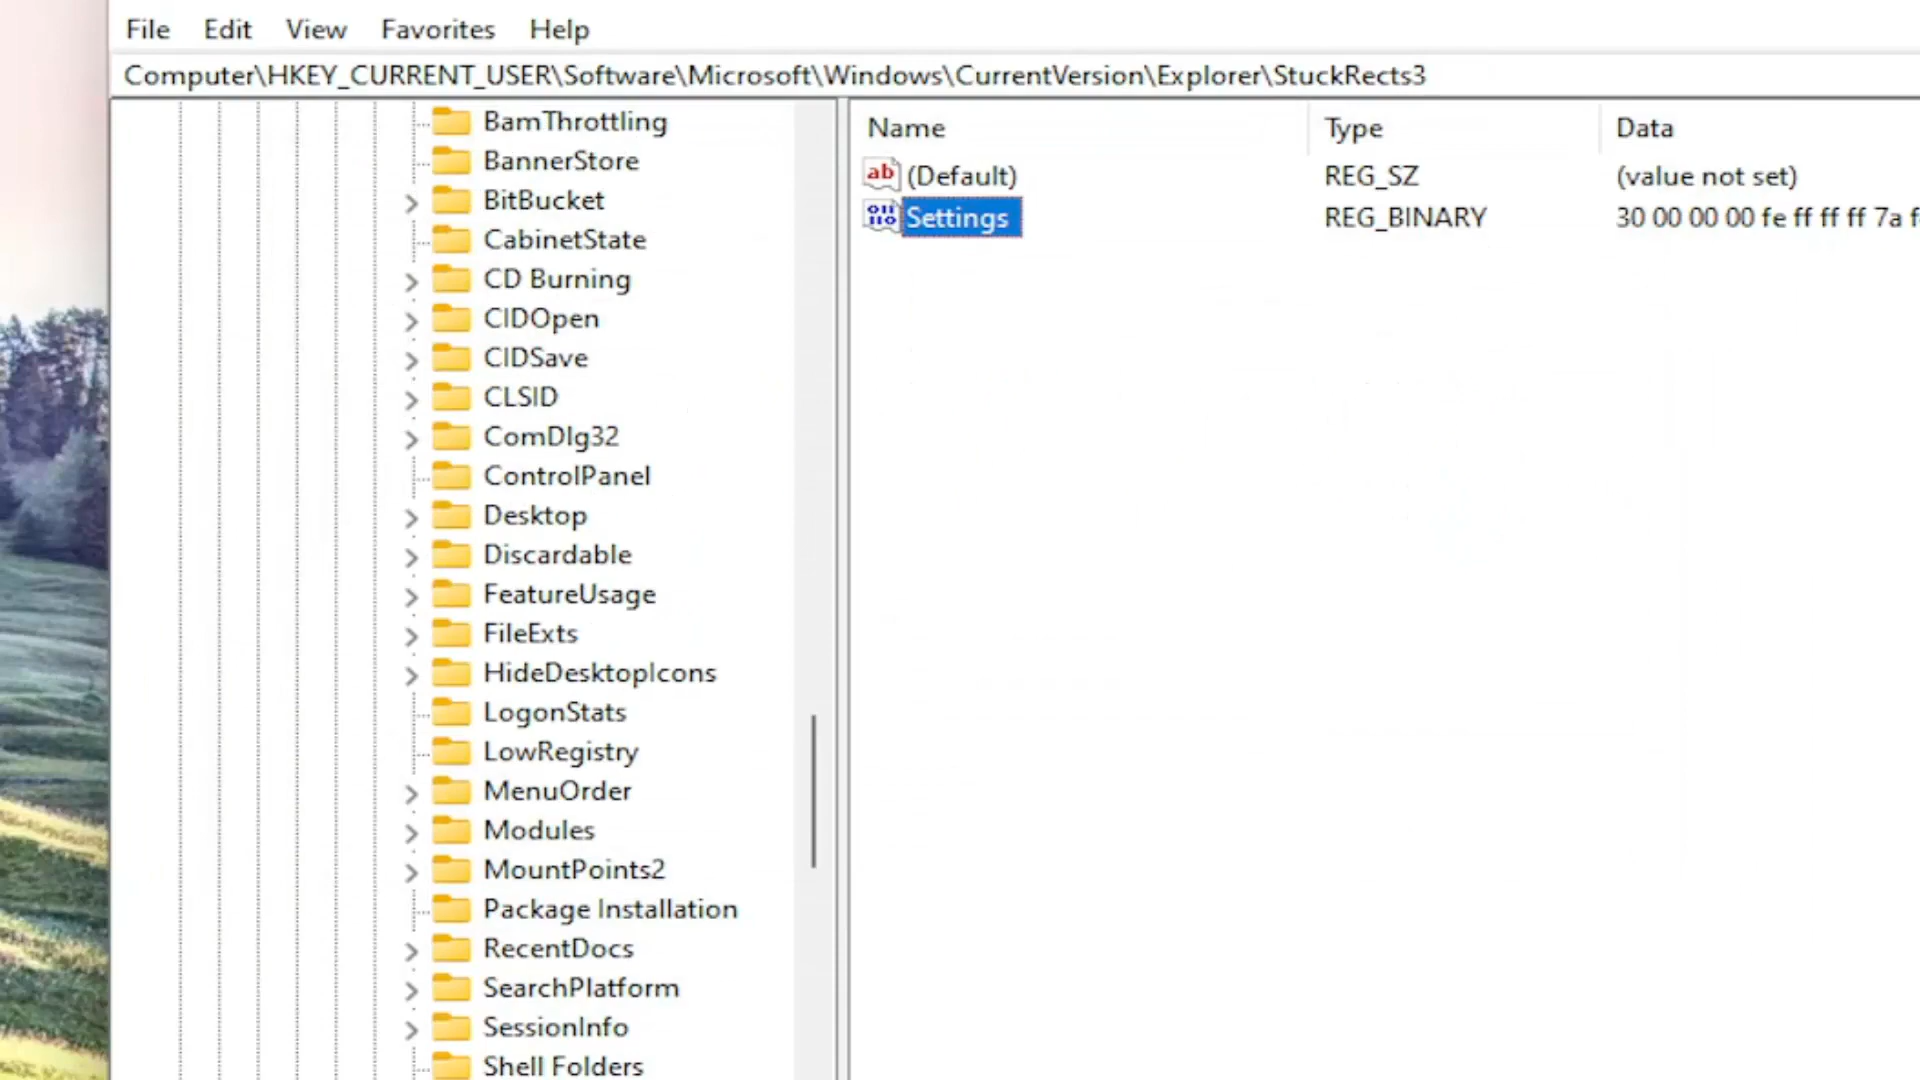 File Edit View Favorites Help
Computer\HKEY_CURRENT_USER\Software\Microsoft\Windows\CurrentVersion\Explorer\StuckRects3
BamThrottling
BannerStore
BitBucket
CabinetState
CD Burning
CIDOpen
CIDSave
CLSID
ComDlg32
ControlPanel
Desktop
Discardable
FeatureUsage
FileExts
HideDesktopIcons
LogonStats
LowRegistry
MenuOrder
Modules
MountPoints2
Package Installation
RecentDocs
SearchPlatform
SessionInfo
Shell Folders
Name Type Data
(Default) REG_SZ (value not set)
Settings REG_BINARY 30 00 00 00 fe ff ff ff 7a